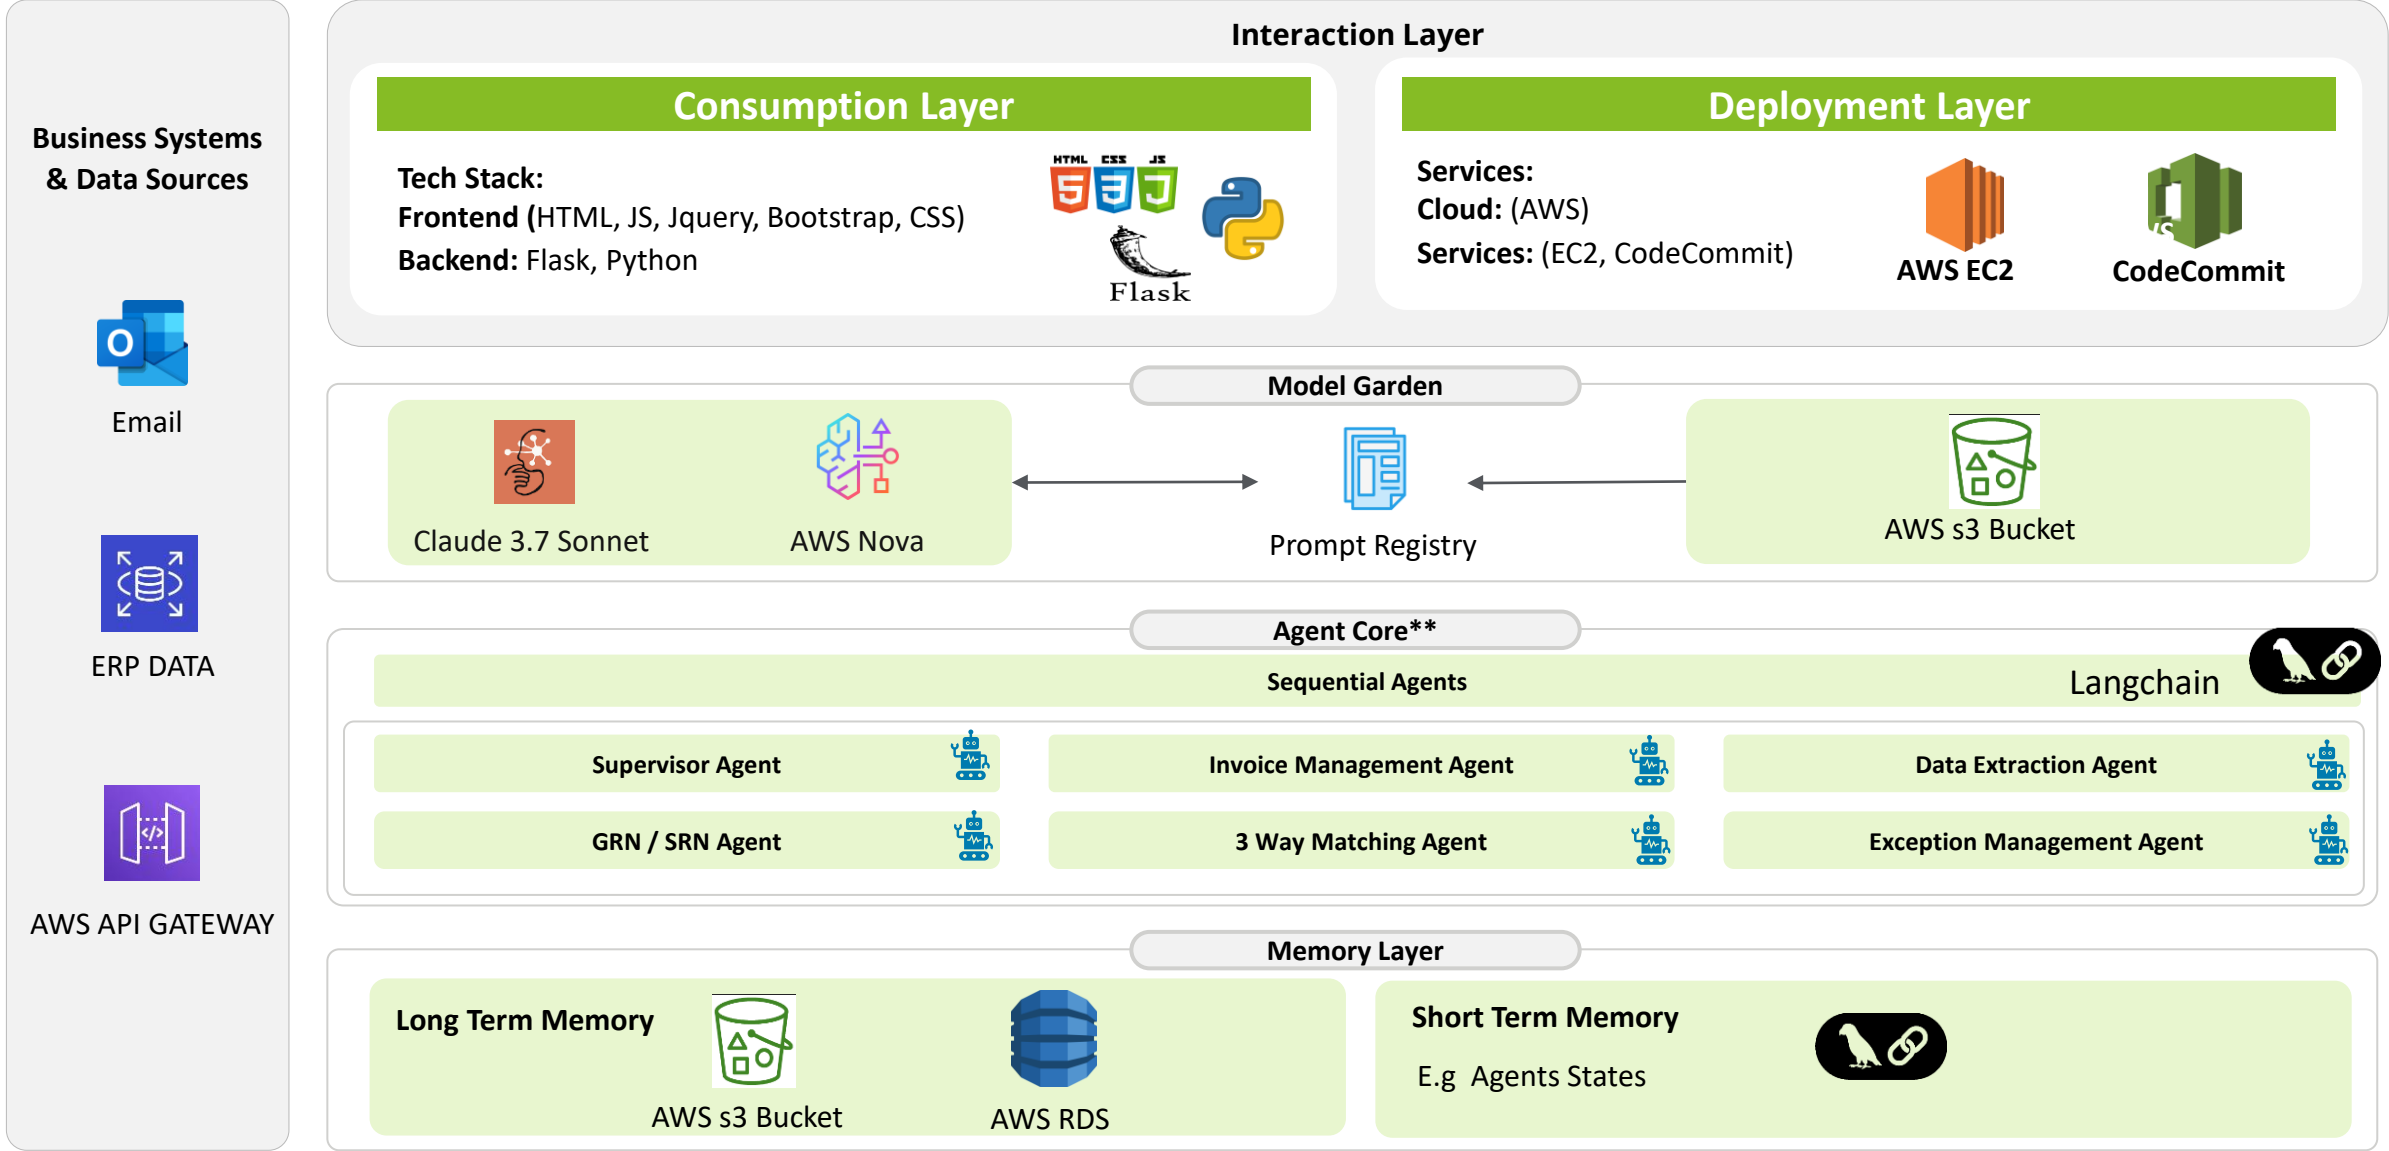 Business Systems
& Data Sources
Email
ERP DATA
AWS API GATEWAY
Interaction Layer
Consumption Layer
Tech Stack:
Frontend (HTML, JS, Jquery, Bootstrap, CSS)
Backend: Flask, Python
HTML CSS JS
5 3 J
Flask
Deployment Layer
Services:
Cloud: (AWS)
Services: (EC2, CodeCommit)
AWS EC2
CodeCommit
Model Garden
Claude 3.7 Sonnet
AWS Nova
Prompt Registry
AWS s3 Bucket
Agent Core**
Sequential Agents
Langchain
Supervisor Agent
Invoice Management Agent
Data Extraction Agent
GRN / SRN Agent
3 Way Matching Agent
Exception Management Agent
Memory Layer
Long Term Memory
AWS s3 Bucket
AWS RDS
Short Term Memory
E.g Agents States